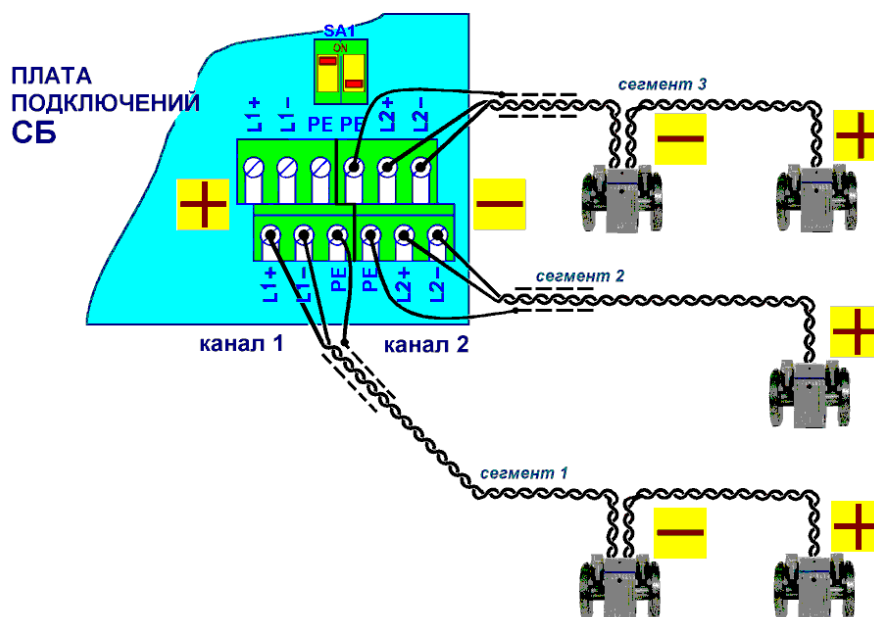 SA1
ON
ПЛАТА
ПОДКЛЮЧЕНИЙ
СБ
L1+ L1− PE PE L2+ L2−
сегмент 3
− +
+ −
L1+ L1− PE PE L2+ L2−
сегмент 2
+
канал 1 канал 2
сегмент 1
− +